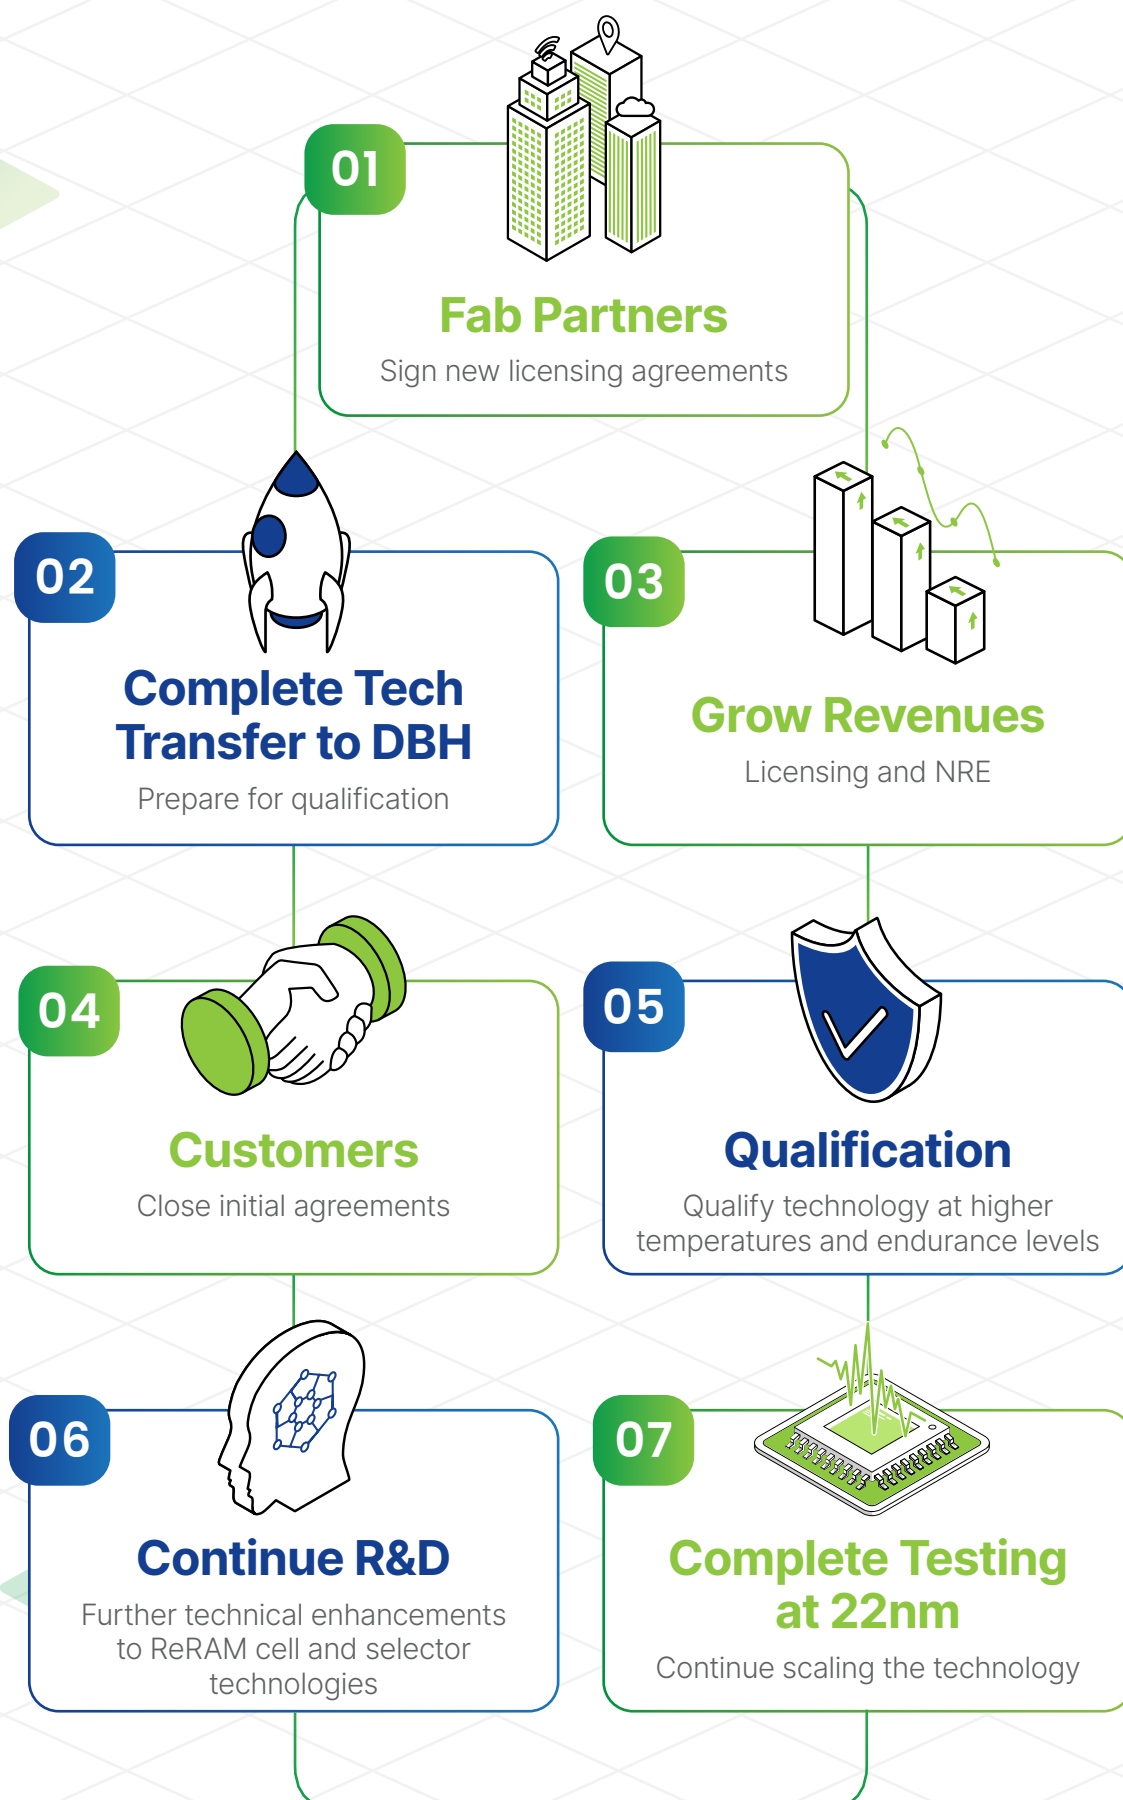 01
Fab Partners
Sign new licensing agreements
02
Complete Tech
Transfer to DBH
Prepare for qualification
03
Grow Revenues
Licensing and NRE
04
Customers
Close initial agreements
05
Qualification
Qualify technology at higher
temperatures and endurance levels
06
Continue R&D
Further technical enhancements
to ReRAM cell and selector
technologies
07
Complete Testing
at 22nm
Continue scaling the technology